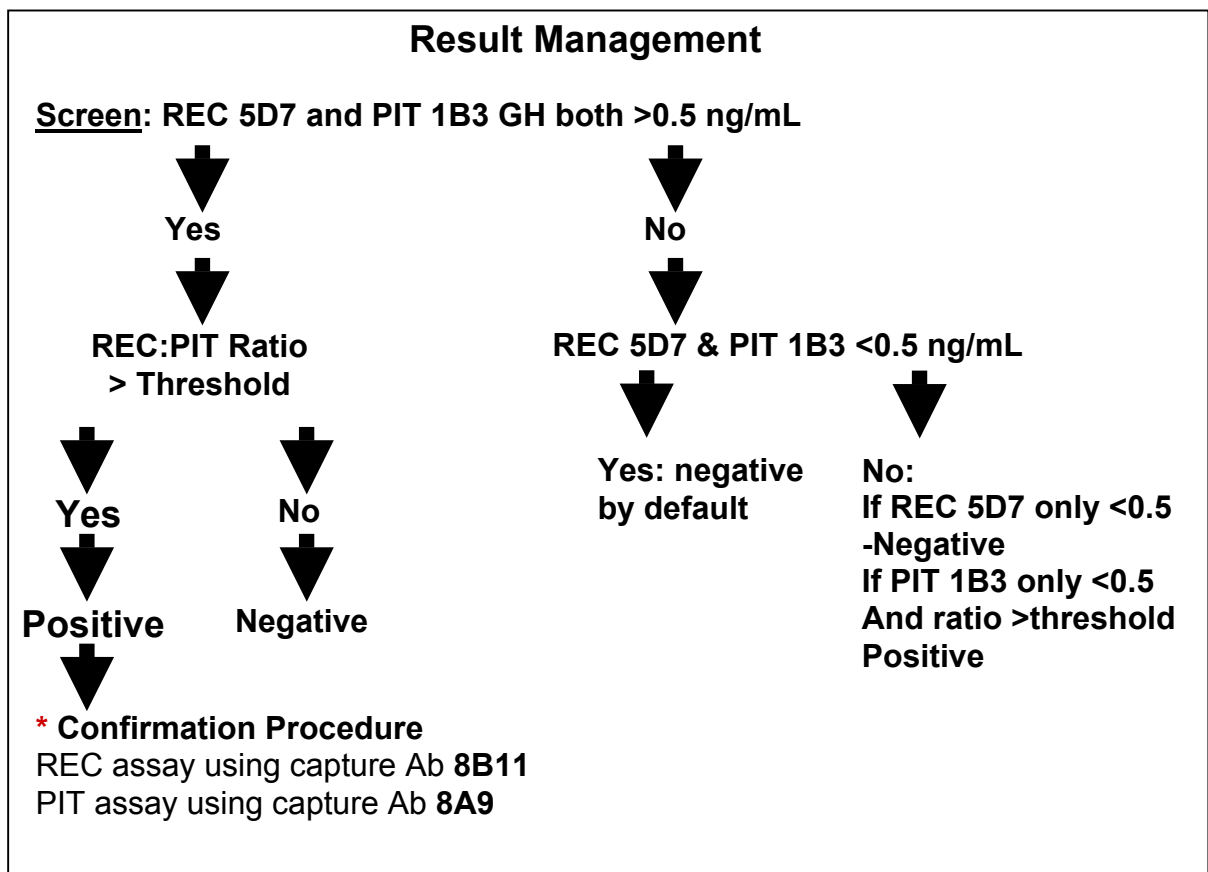 Result Management
Screen: REC 5D7 and PIT 1B3 GH both >0.5 ng/mL
Yes
No
REC:PIT Ratio
> Threshold
REC 5D7 & PIT 1B3 <0.5 ng/mL
Yes
No
Yes: negative
by default
No:
If REC 5D7 only <0.5
-Negative
If PIT 1B3 only <0.5
And ratio >threshold
Positive
Positive
Negative
* Confirmation Procedure
REC assay using capture Ab 8B11
PIT assay using capture Ab 8A9